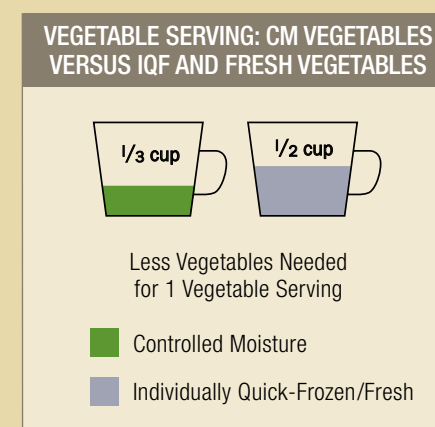 VEGETABLE SERVING: CM VEGETABLES
VERSUS IQF AND FRESH VEGETABLES
1/3 cup
1/2 cup
Less Vegetables Needed
for 1 Vegetable Serving
Controlled Moisture
Individually Quick-Frozen/Fresh